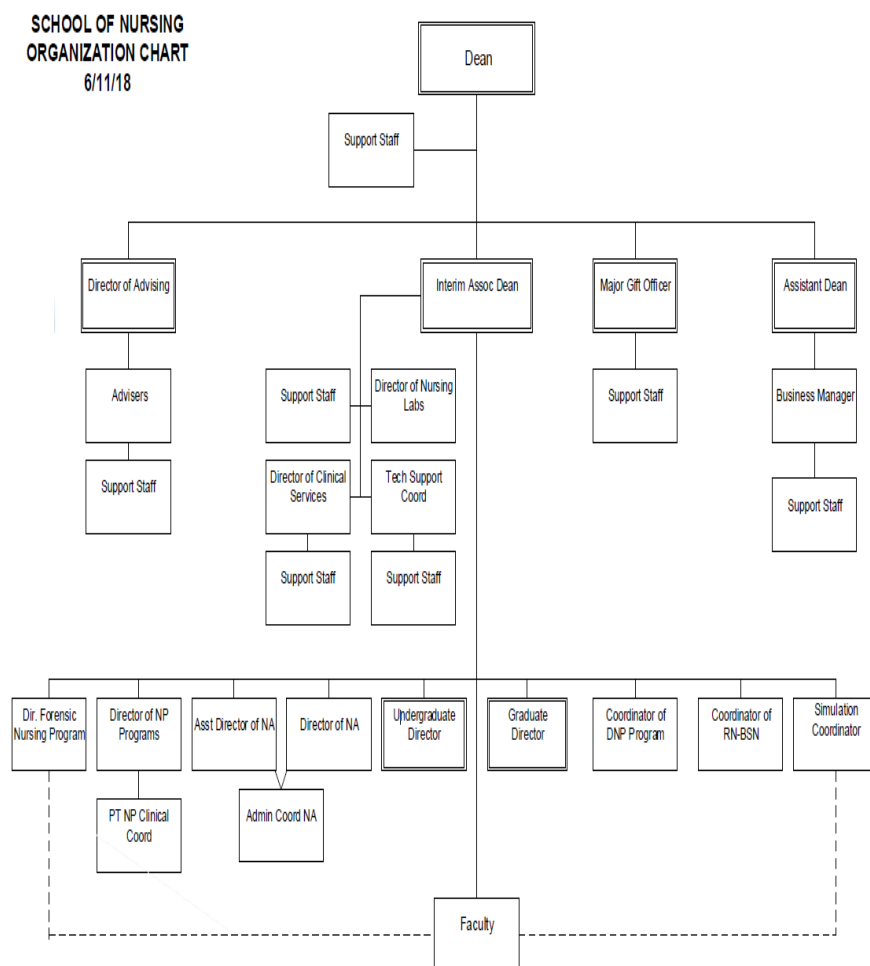 SCHOOL OF NURSING
ORGANIZATION CHART
6/11/18
Dean
Support Staff
Director of Advising
Interim Assoc Dean
Major Gift Officer
Assistant Dean
Advisers
Support Staff
Director of Nursing
Labs
Support Staff
Business Manager
Support Staff
Director of Clinical
Services
Tech Support
Coord
Support Staff
Support Staff
Support Staff
Dir. Forensic
Nursing Program
Director of NP
Programs
Asst Director of NA
Director of NA
Undergraduate
Director
Graduate
Director
Coordinator of
DNP Program
Coordinator of
RN-BSN
Simulation
Coordinator
PT NP Clinical
Coord
Admin Coord NA
Faculty